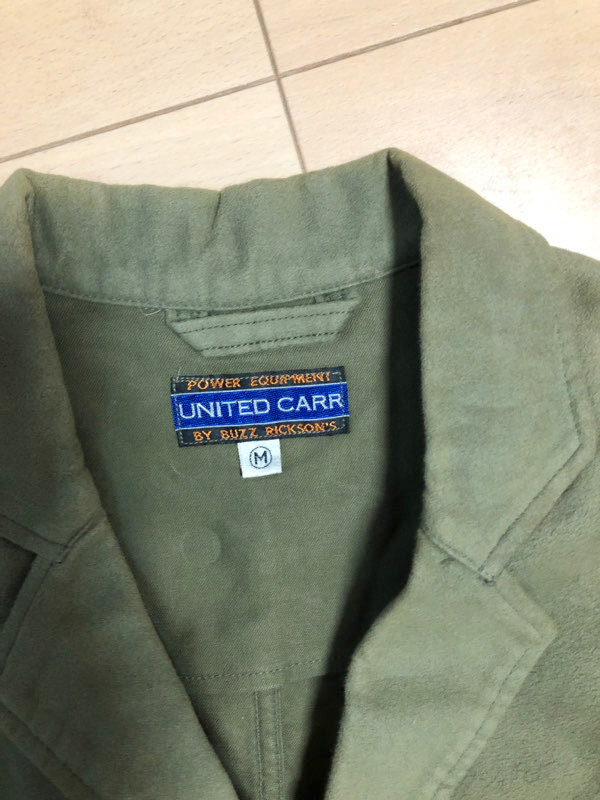 POWER EQUIPMENT
UNITED CARR
BY BUZZ RICKSON'S
M